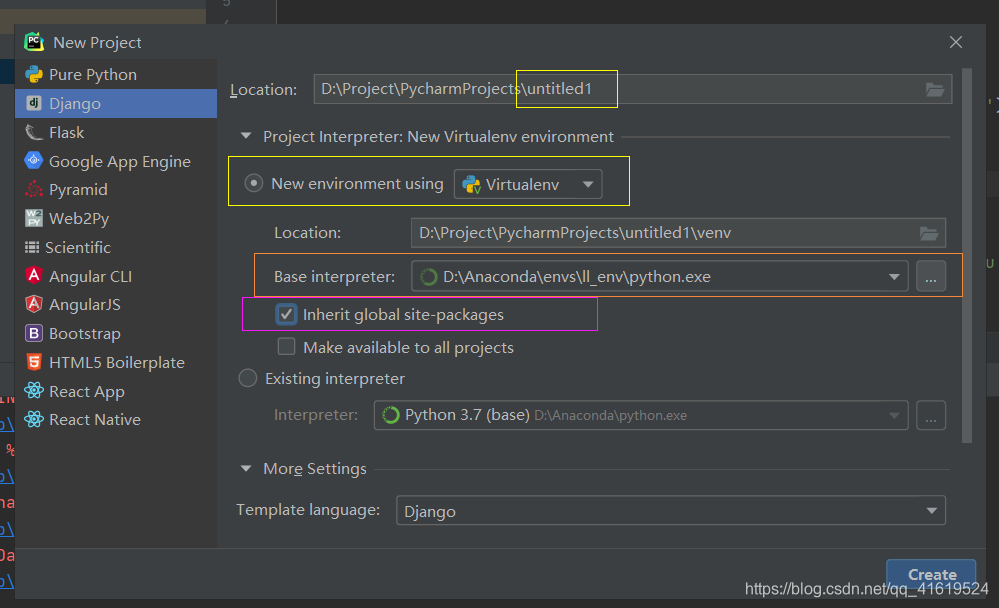 5
New Project
Pure Python
Django
Flask
Google App Engine
Pyramid
Web2Py
Scientific
Angular CLI
AngularJS
Bootstrap
HTML5 Boilerplate
React App
React Native
Location: D:\Project\PycharmProjects\untitled1
Project Interpreter: New Virtualenv environment
New environment using Virtualenv
Location: D:\Project\PycharmProjects\untitled1\venv
Base interpreter: D:\Anaconda\envs\ll_env\python.exe ...
Inherit global site-packages
Make available to all projects
Existing interpreter
Interpreter: Python 3.7 (base) D:\Anaconda\python.exe ...
More Settings
Template language: Django
Create
https://blog.csdn.net/qq_41619524